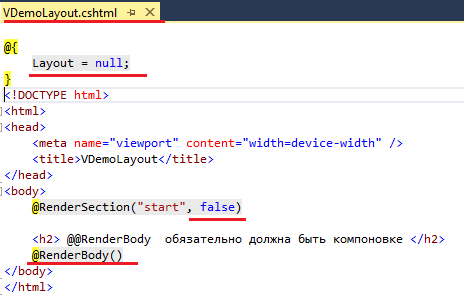 VDemoLayout.cshtml
@{
Layout = null;
}
<!DOCTYPE html>
<html>
<head>
<meta name="viewport" content="width=device-width" />
<title>VDemoLayout</title>
</head>
<body>
@RenderSection("start", false)
<h2> @@RenderBody обязательно должна быть компоновке </h2>
@RenderBody()
</body>
</html>